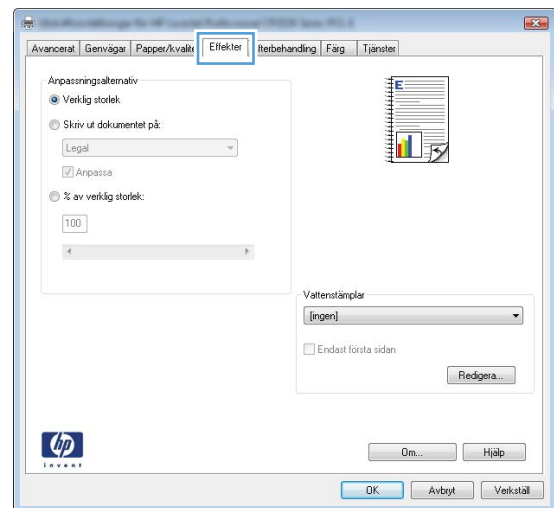 Avancerat Genvägar Papper/kvalite Effekter fterbehandling Färg Tjänster
Anpassningsalternativ
Verklig storlek
Skriv ut dokumentet på:
Legal
Anpassa
% av verklig storlek:
100
E
Vattenstämplar
[ingen]
Endast första sidan
Redigera...
hp
invent
Om... Hjälp
OK Avbryt Verkställ